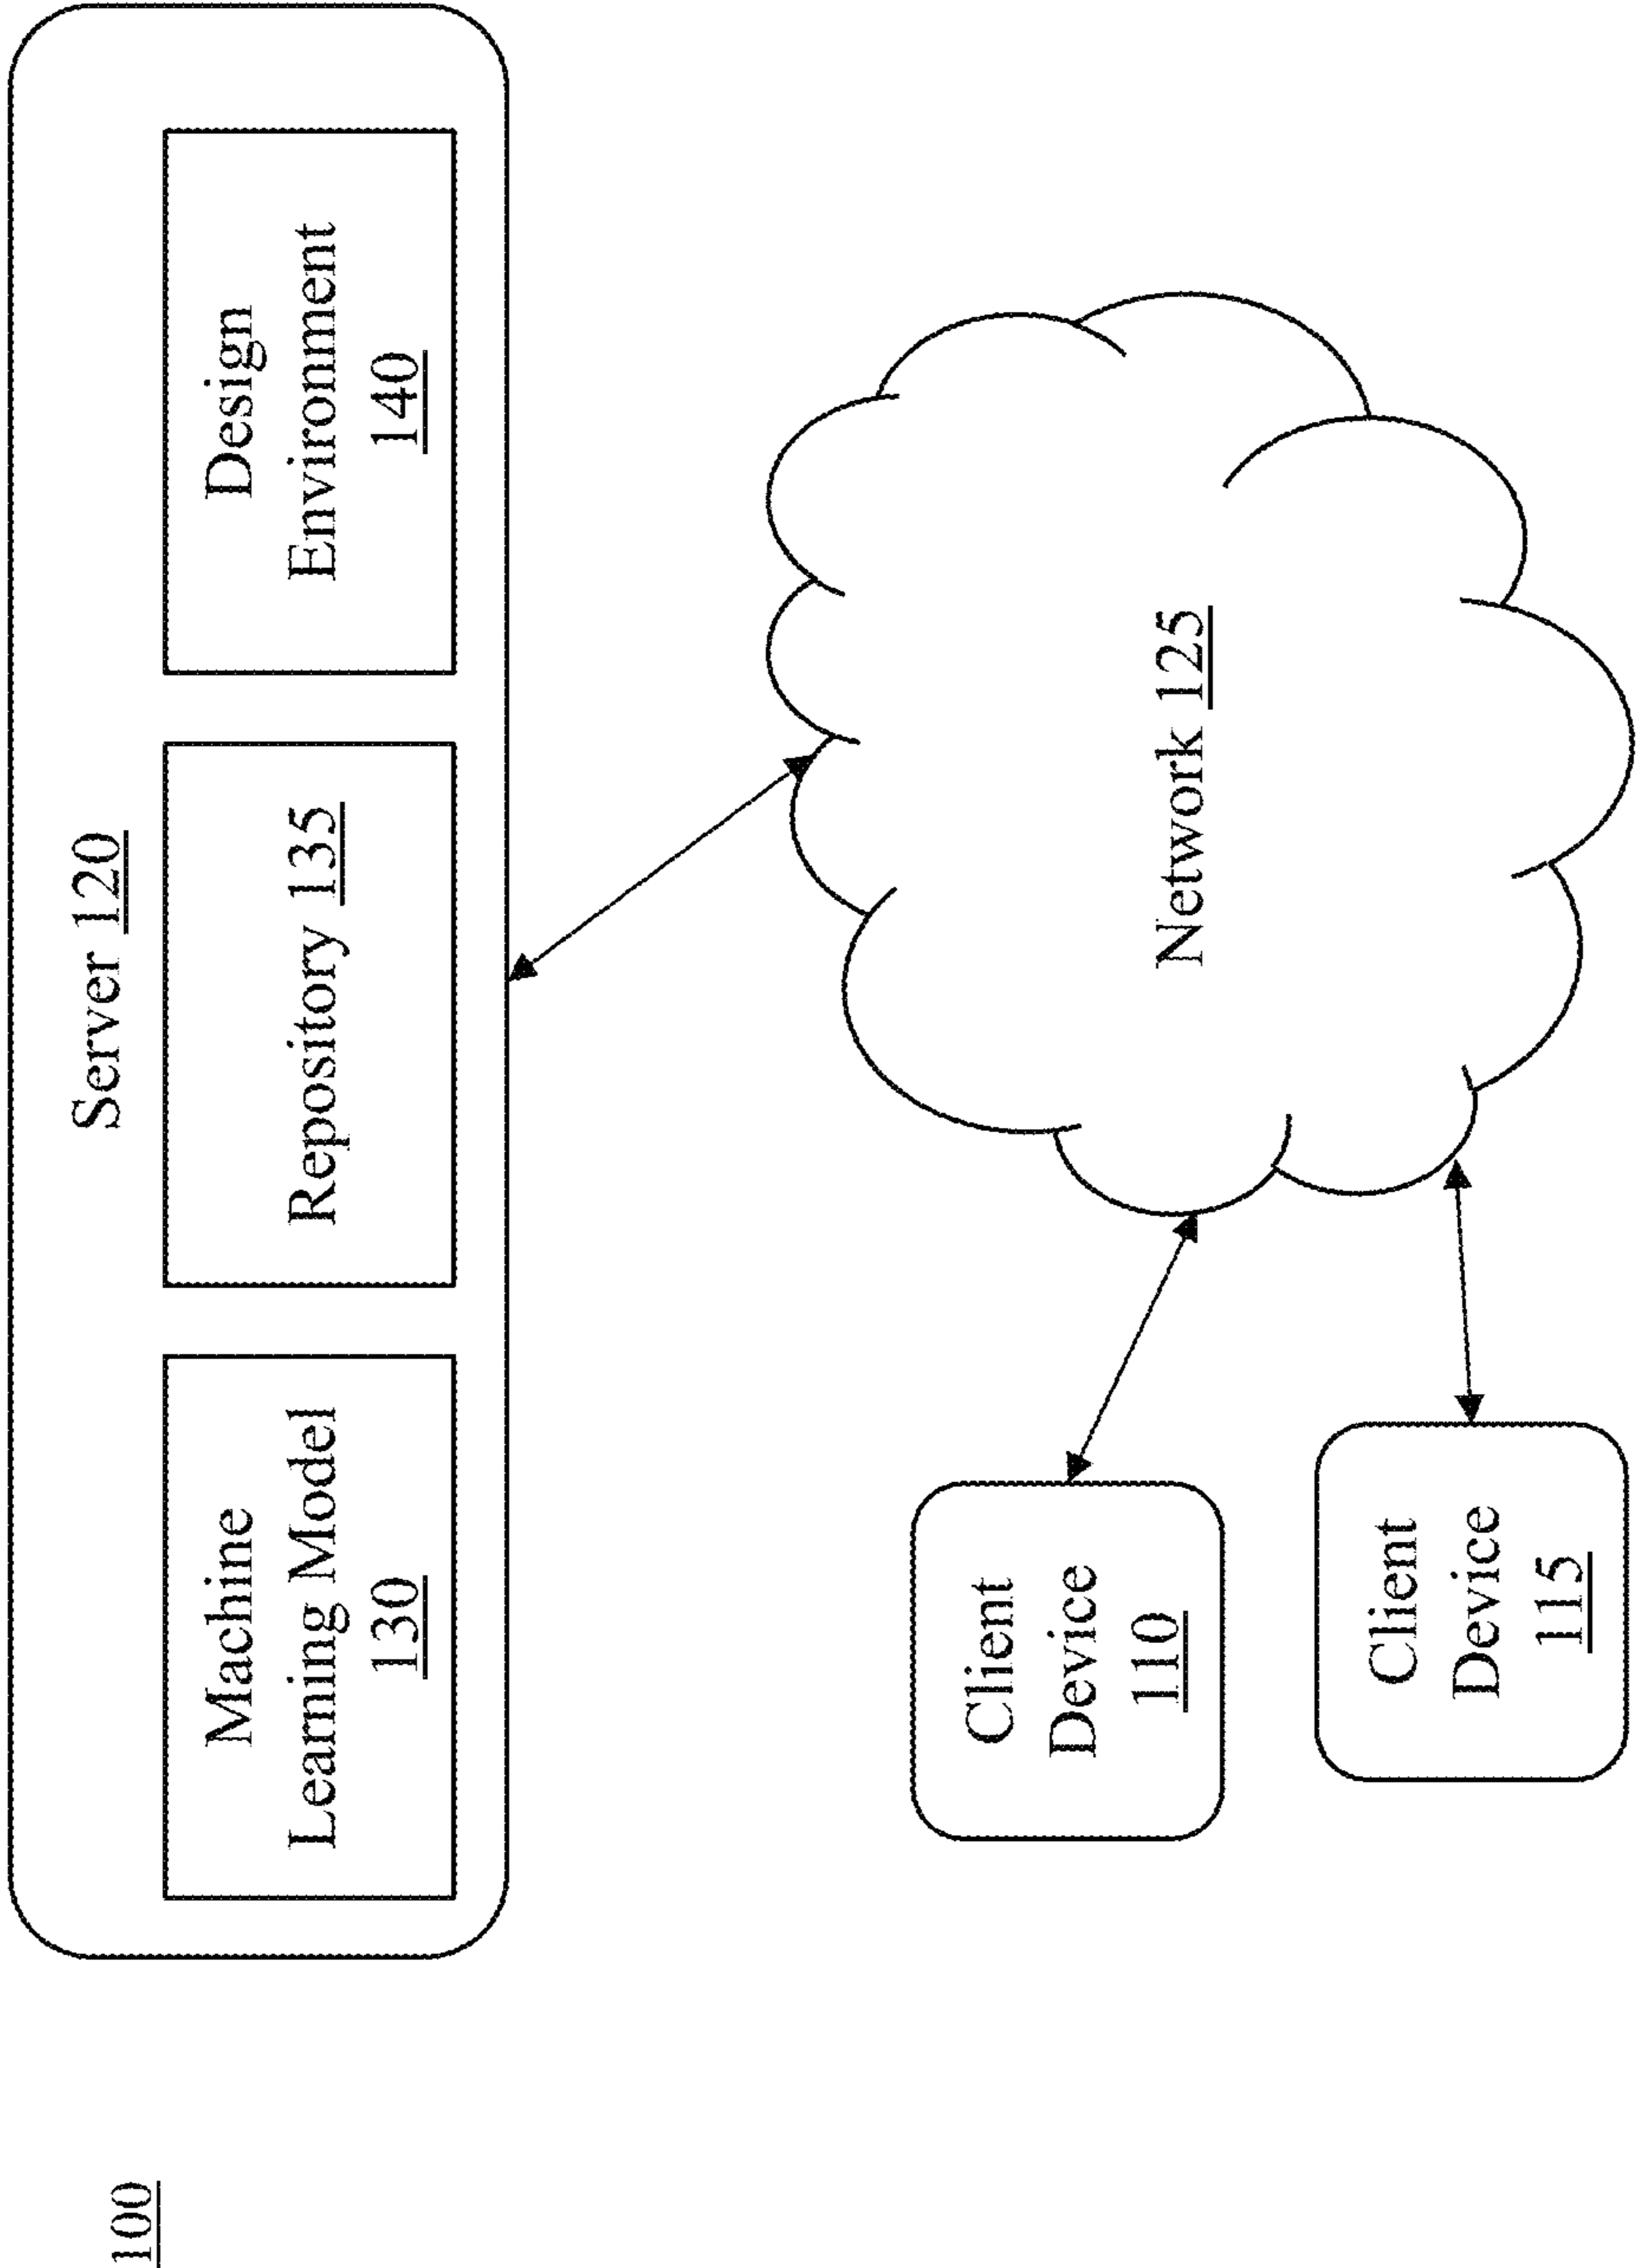 100
Server 120
Machine
Learning Model
130
Repository 135
Design
Environment
140
Client
Device
110
Client
Device
115
Network 125